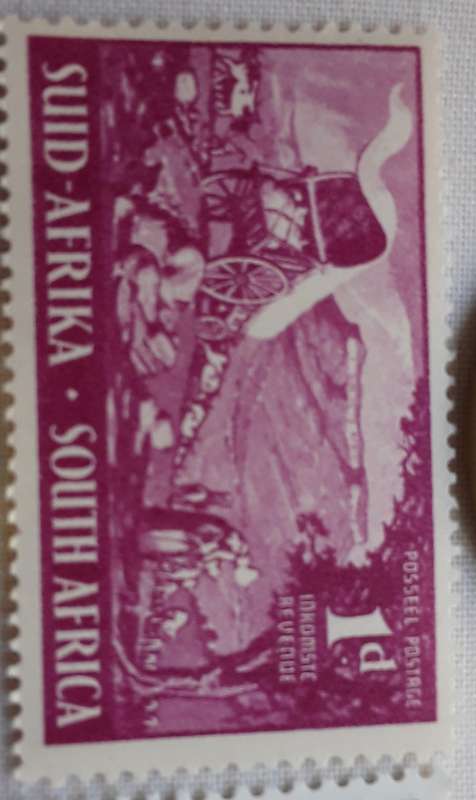 POSSEEL POSTAGE
1d
INKOMSTE
REVENUE
SUID-AFRIKA · SOUTH AFRICA